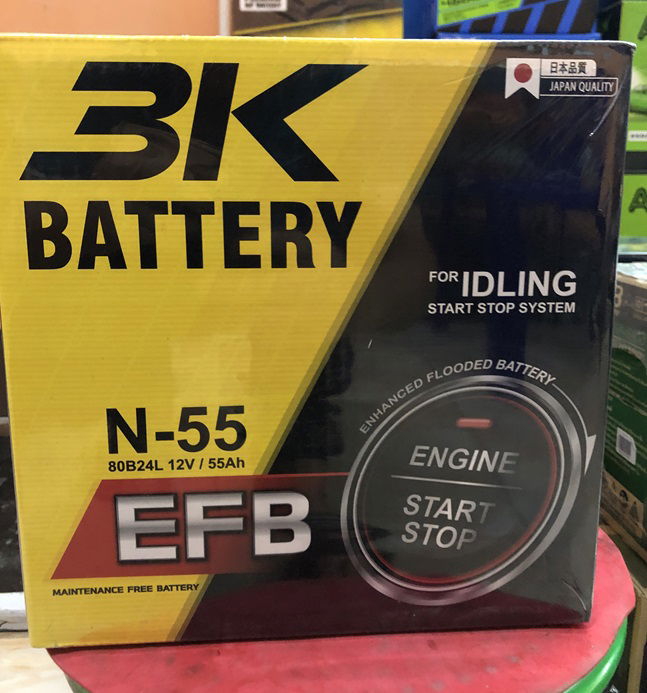 3K
BATTERY
日本品質
JAPAN QUALITY
FOR IDLING
START STOP SYSTEM
ENHANCED FLOODED BATTERY
ENGINE
START
STOP
N-55
80B24L 12V / 55Ah
EFB
MAINTENANCE FREE BATTERY